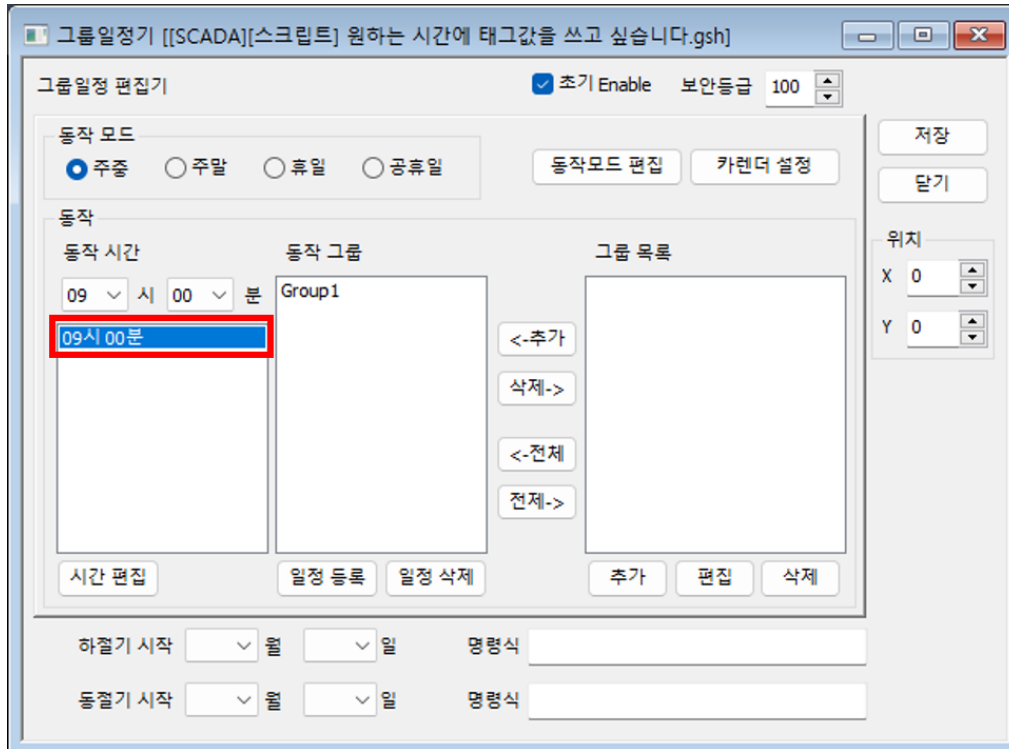 그룹일정기 [[SCADA][스크립트] 원하는 시간에 태그값을 쓰고 싶습니다.gsh]
그룹일정 편집기 초기 Enable 보안등급 100
동작 모드
주중 주말 휴일 공휴일 동작모드 편집 카렌더 설정
저장
닫기
동작
동작 시간 동작 그룹 그룹 목록
위치
09 시 00 분 Group1
X 0
09시 00분
Y 0
<-추가
삭제->
<-전체
전제->
시간 편집 일정 등록 일정 삭제 추가 편집 삭제
하절기 시작 월 일 명령식
동절기 시작 월 일 명령식